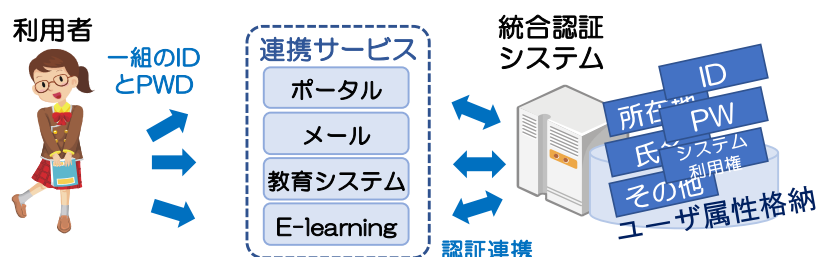 利用者
一組のID
とPWD
連携サービス
ポータル
メール
教育システム
E-learning
認証連携
統合認証
システム
ID
PW
システム
利用権
その他
ユーザ属性格納